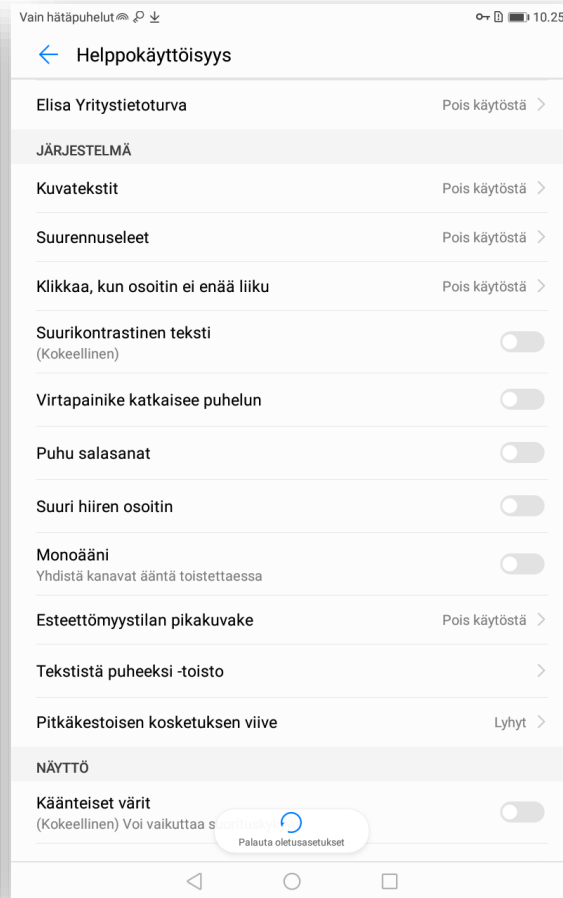 Vain hätäpuhelut 10.25
Helppokäyttöisyys
Elisa Yritystietoturva Pois käytöstä
JÄRJESTELMÄ
Kuvatekstit Pois käytöstä
Suurennuseleet Pois käytöstä
Klikkaa, kun osoitin ei enää liiku Pois käytöstä
Suurikontrastinen teksti
(Kokeellinen)
Virtapainike katkaisee puhelun
Puhu salasanat
Suuri hiiren osoitin
Monoääni
Yhdistä kanavat ääntä toistettaessa
Esteettömyystilan pikakuvake Pois käytöstä
Tekstistä puheeksi -toisto
Pitkäkestoisen kosketuksen viive Lyhyt
NÄYTTÖ
Käänteiset värit
(Kokeellinen) Voi vaikuttaa
Palauta oletusasetukset